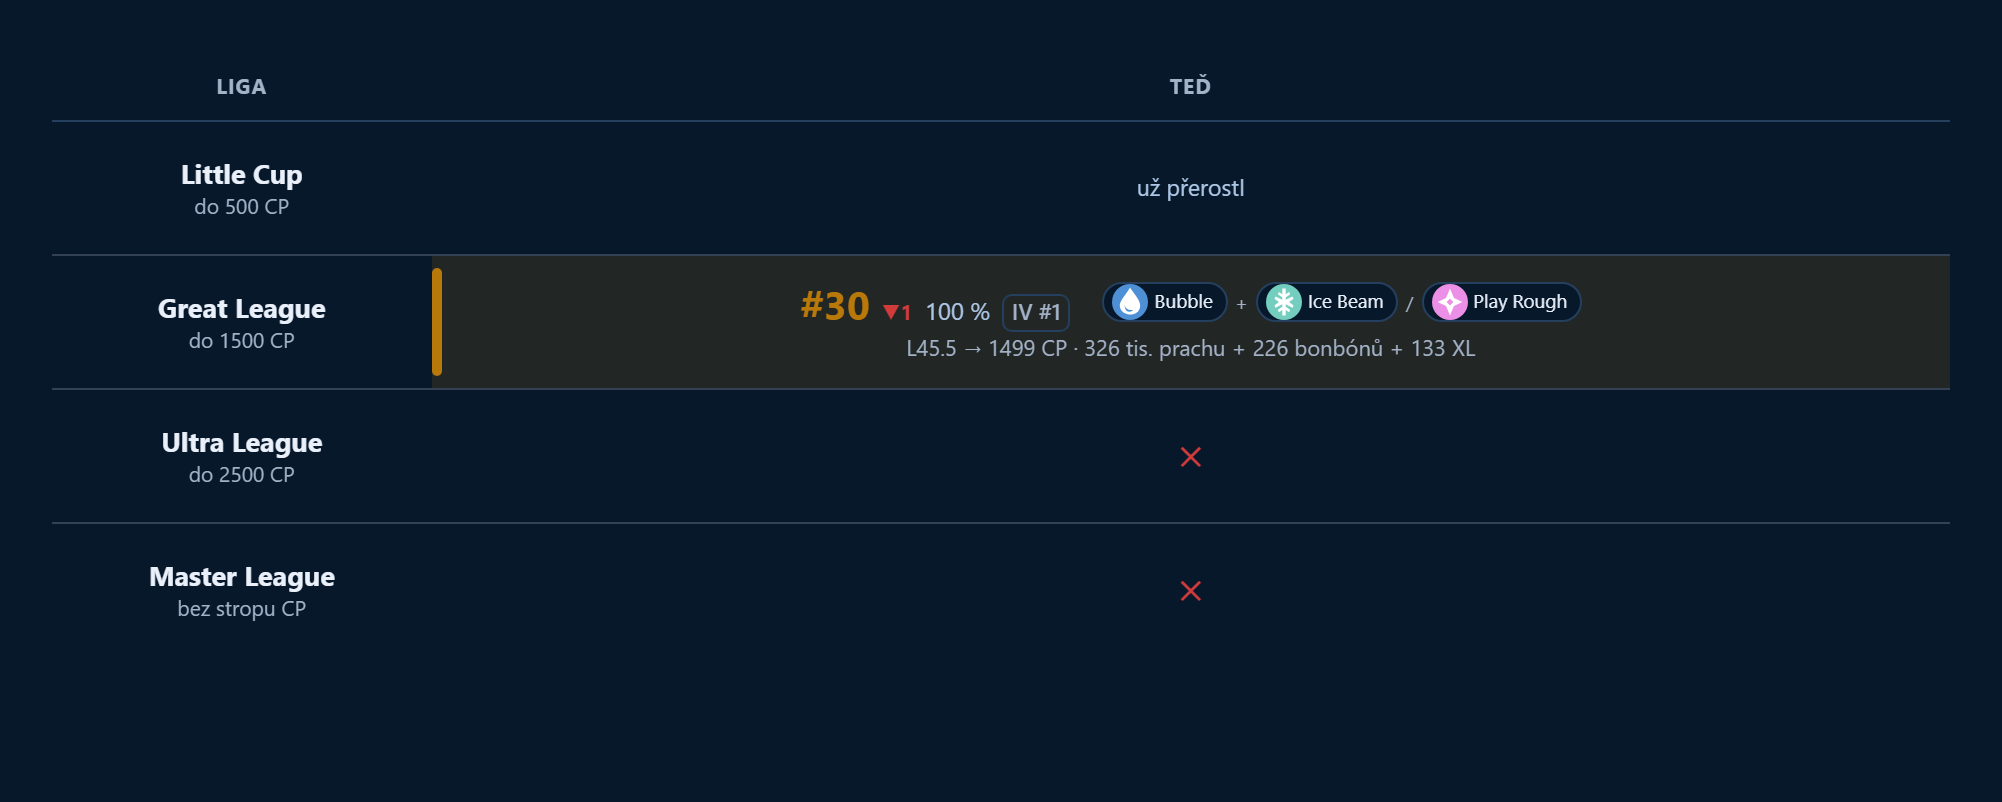 LIGA
TEĎ
Little Cup
do 500 CP
už přerostl
Great League
do 1500 CP
#30 ▼1 100 % IV #1 Bubble + Ice Beam / Play Rough
L45.5 → 1499 CP · 326 tis. prachu + 226 bonbónů + 133 XL
Ultra League
do 2500 CP
Master League
bez stropu CP